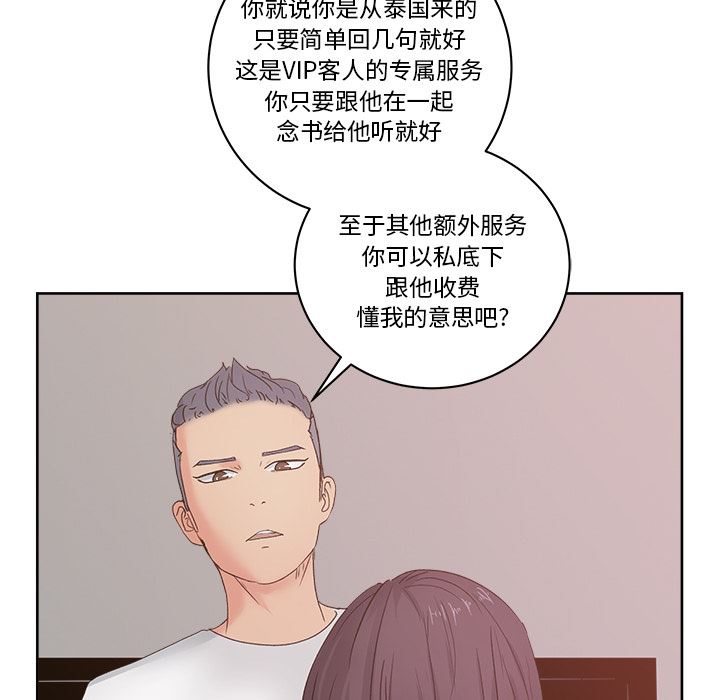 你就说你是从泰国来的
只要简单回几句就好
这是VIP客人的专属服务
你只要跟他在一起
念书给他听就好
至于其他额外服务
你可以私底下
跟他收费
懂我的意思吧?